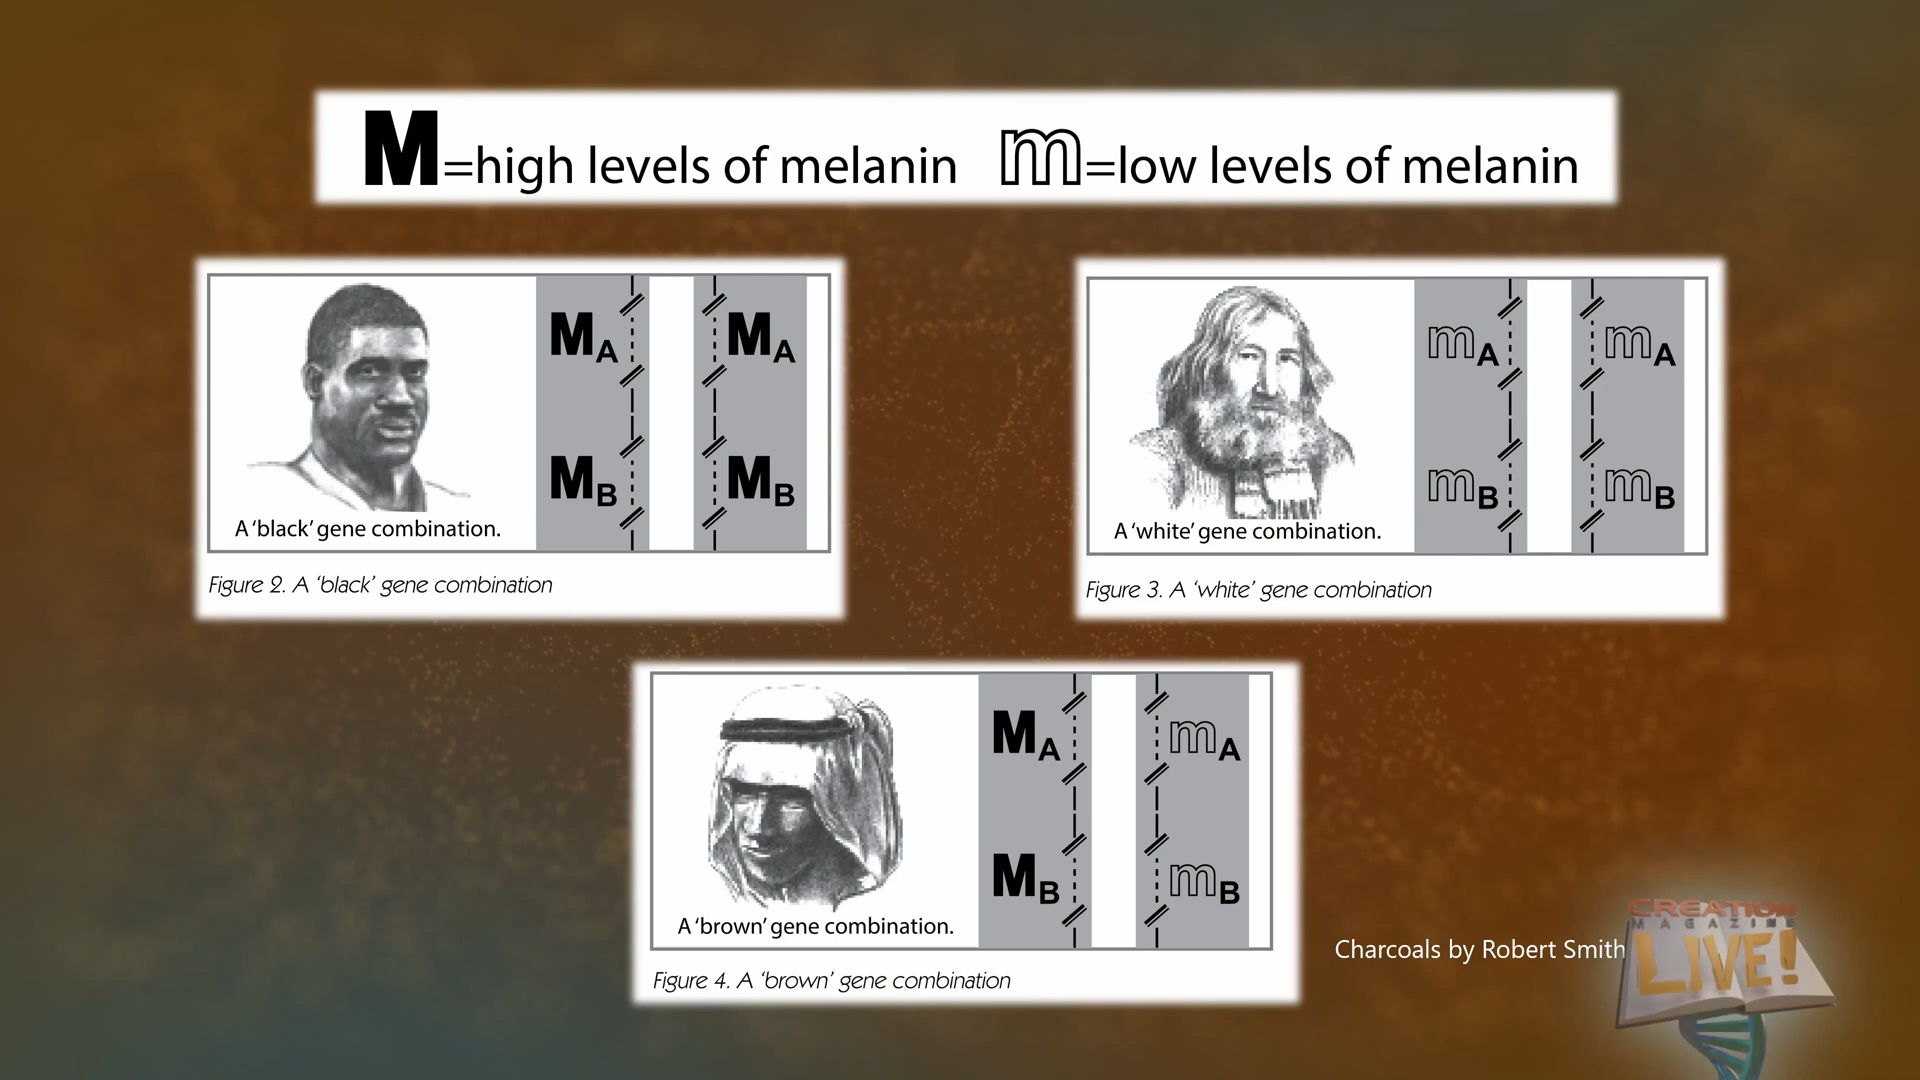 M=high levels of melanin m=low levels of melanin
MA MA
MB MB
A ‘black’ gene combination.
Figure 2. A ‘black’ gene combination
mA mA
mB mB
A ‘white’ gene combination.
Figure 3. A ‘white’ gene combination
MA mA
MB mB
A ‘brown’ gene combination.
Figure 4. A ‘brown’ gene combination
Charcoals by Robert Smith
CREATION
MAGAZINE
LIVE!